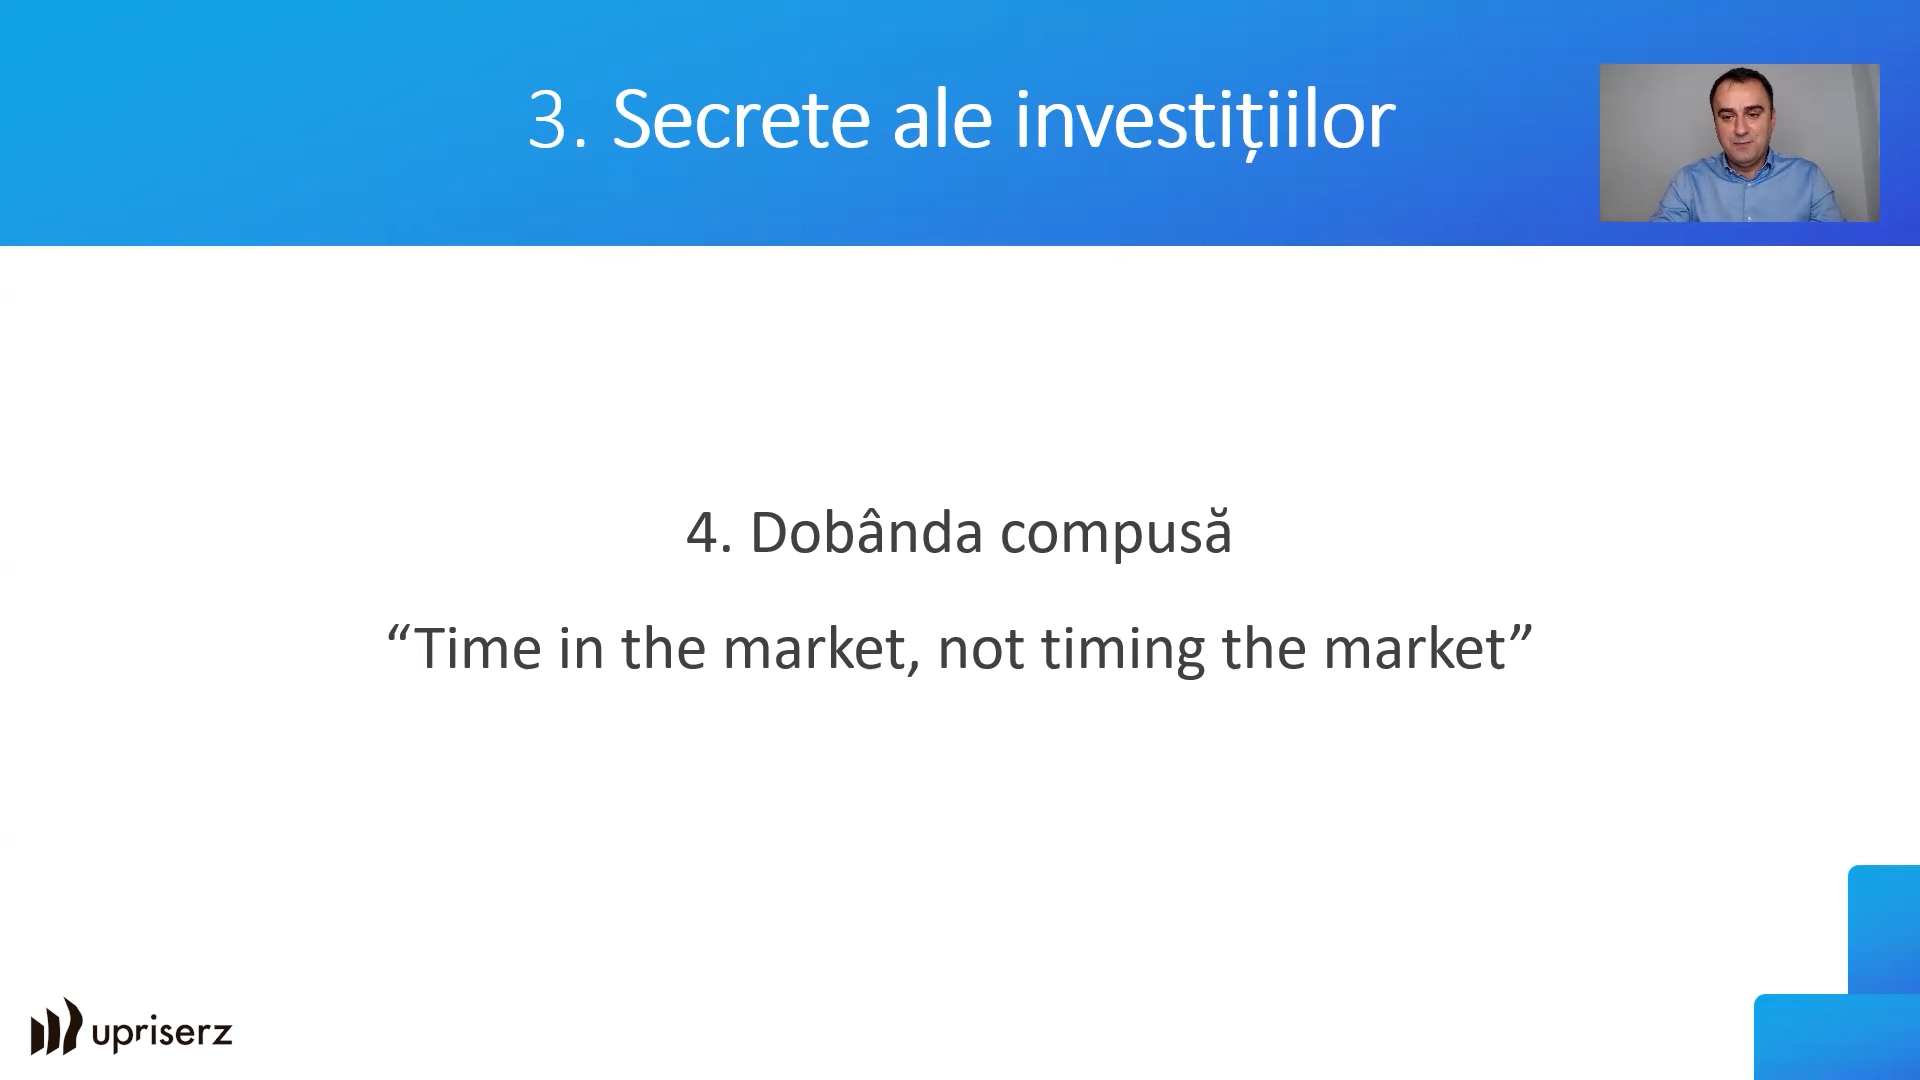 3. Secrete ale investițiilor
4. Dobânda compusă
“Time in the market, not timing the market”
upriserz